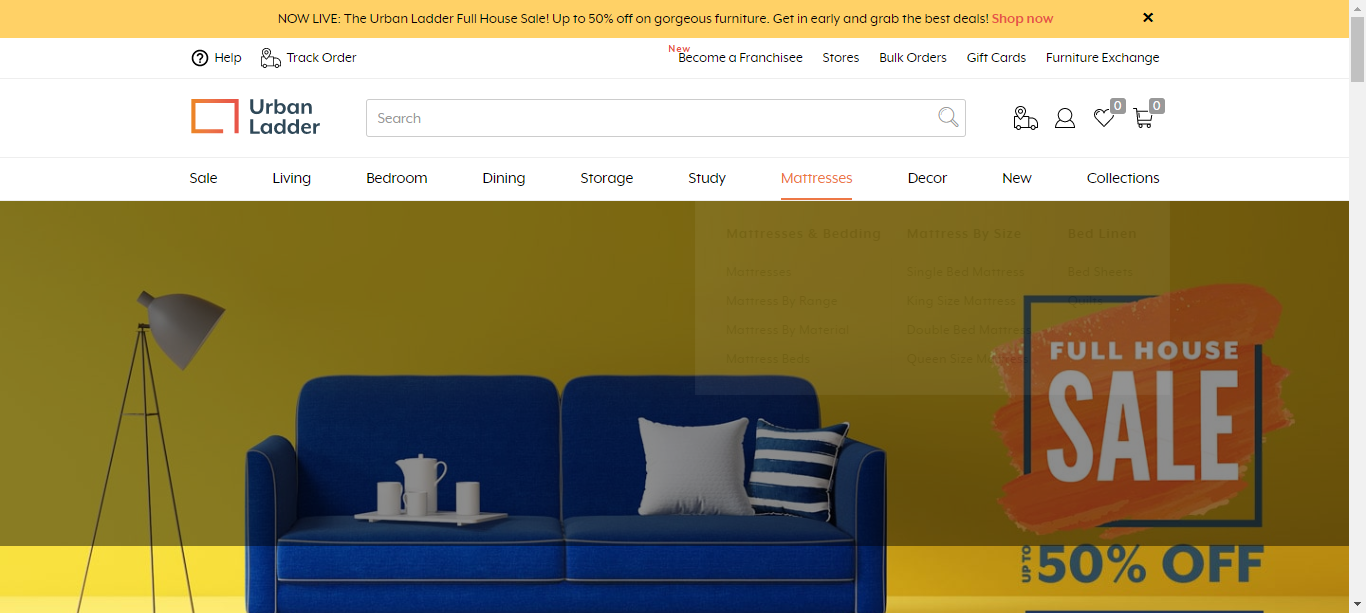 NOW LIVE: The Urban Ladder Full House Sale! Up to 50% off on gorgeous furniture. Get in early and grab the best deals! Shop now ✕
Help Track Order New Become a Franchisee Stores Bulk Orders Gift Cards Furniture Exchange
Urban
Ladder
Search
0 0
Sale Living Bedroom Dining Storage Study Mattresses Decor New Collections
Mattresses & Bedding Mattress By Size Bed Linen
Mattresses Single Bed Mattress Bed Sheets
Mattress By Range King Size Mattress Quilts
Mattress By Material Double Bed Mattress
Mattress Beds Queen Size Mattress
FULL HOUSE
SALE
UP TO 50% OFF